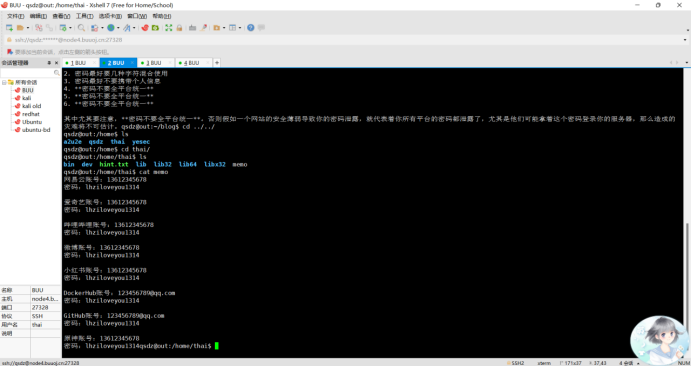 BUU - qsdz@out: /home/thai - Xshell 7 (Free for Home/School)
文件(F) 编辑(E) 查看(V) 工具(T) 选项卡(B) 窗口(W) 帮助(H)
ssh://qsdz:******@node4.buuoj.cn:27328
要添加当前会话，点击左侧的箭头按钮。
会话管理器
1 BUU
2 BUU
3 BUU
4 BUU
所有会话
BUU
kali
kali old
redhat
Ubuntu
ubuntu-bd
名称 BUU
主机 node4.b...
端口 27328
协议 SSH
用户名 thai
说明
2. 密码最好要几种字符混合使用
3. 密码最好不要携带个人信息
4. **密码不要全平台统一**
5. **密码不要全平台统一**
6. **密码不要全平台统一**
其中尤其要注意，**密码不要全平台统一**。否则假如一个网站的安全薄弱导致你的密码泄露，就代表着你所有平台的密码都泄露了，尤其是他们可能拿着这个密码登录你的服务器，那么造成的
灾难将不可估计。qsdz@out:~/blog$ cd ../../
qsdz@out:/home$ ls
a2u2e qsdz thai yesec
qsdz@out:/home$ cd thai/
qsdz@out:/home/thai$ ls
bin dev hint.txt lib lib32 lib64 libx32 memo
qsdz@out:/home/thai$ cat memo
网易云账号：13612345678
密码：lhziloveyou1314
爱奇艺账号：13612345678
密码：lhziloveyou1314
哔哩哔哩账号：13612345678
密码：lhziloveyou1314
微博账号：13612345678
密码：lhziloveyou1314
小红书账号：13612345678
密码：lhziloveyou1314
DockerHub账号：123456789@qq.com
密码：lhziloveyou1314
GitHub账号：123456789@qq.com
密码：lhziloveyou1314
原神账号：13612345678
密码：lhziloveyou1314qsdz@out:/home/thai$
ssh://qsdz@node4.buuoj.cn:27328
SSH2
xterm
171x37
37,43
4 会话
NUM